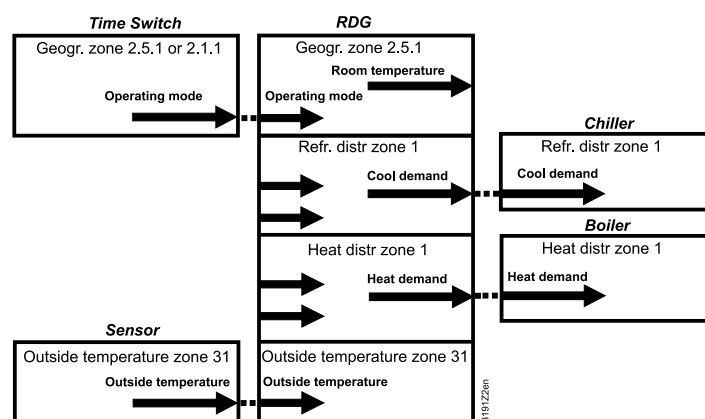 Time Switch
RDG
Geogr. zone 2.5.1 or 2.1.1
Geogr. zone 2.5.1
Room temperature
Operating mode
Operating mode
Chiller
Refr. distr zone 1
Refr. distr zone 1
Cool demand
Cool demand
Boiler
Heat distr zone 1
Heat distr zone 1
Heat demand
Heat demand
Sensor
Outside temperature zone 31
Outside temperature zone 31
Outside temperature
Outside temperature